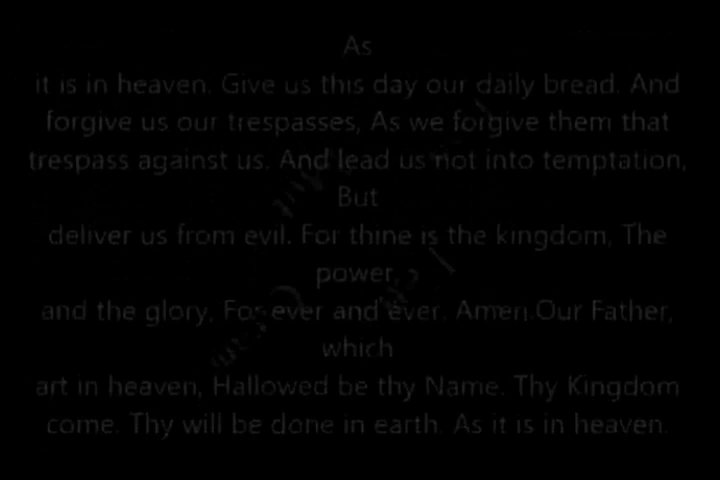 As
it is in heaven. Give us this day our daily bread. And
forgive us our trespasses, As we forgive them that
trespass against us. And lead us not into temptation,
But
deliver us from evil. For thine is the kingdom, The
power,
and the glory, For ever and ever. Amen.Our Father,
which
art in heaven, Hallowed be thy Name. Thy Kingdom
come. Thy will be done in earth. As it is in heaven.